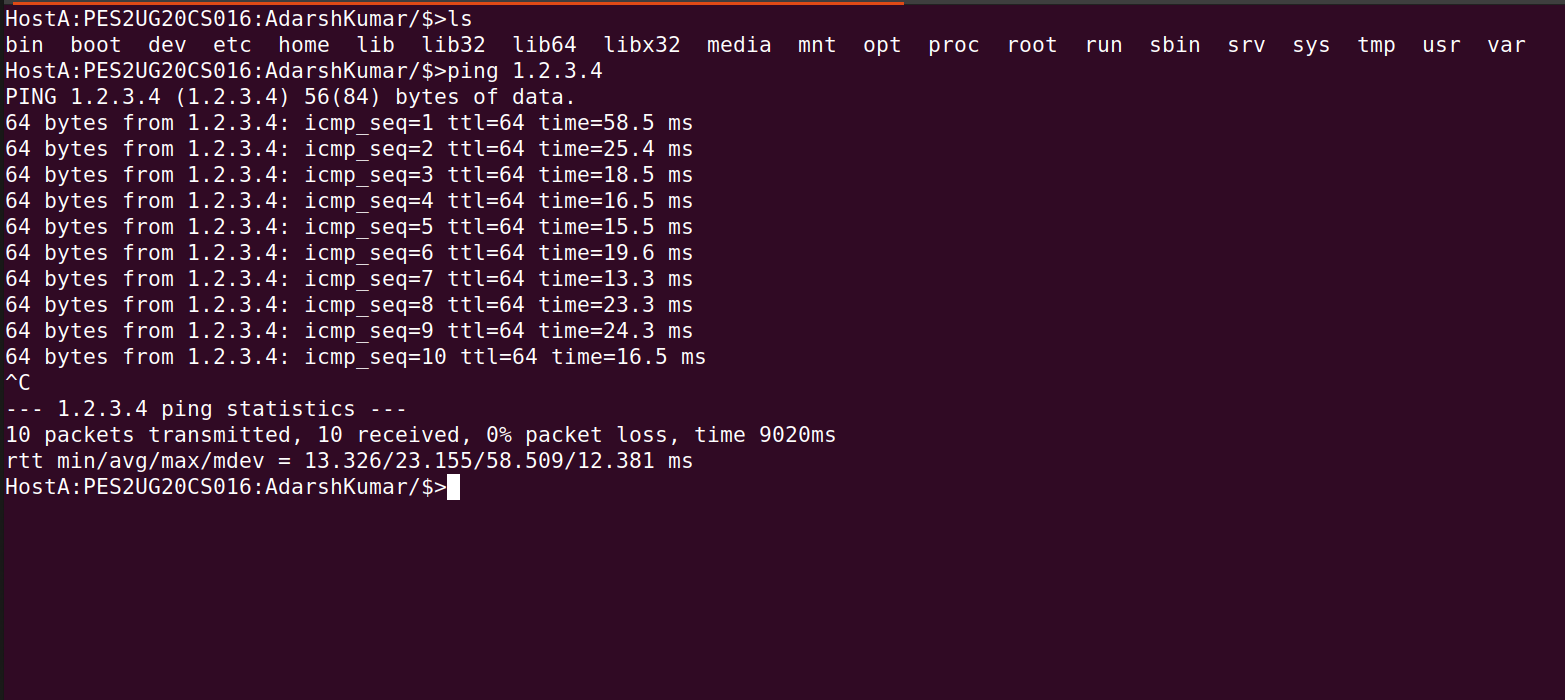 HostA:PES2UG20CS016:AdarshKumar/$>ls
bin  boot  dev  etc  home  lib  lib32  lib64  libx32  media  mnt  opt  proc  root  run  sbin  srv  sys  tmp  usr  var
HostA:PES2UG20CS016:AdarshKumar/$>ping 1.2.3.4
PING 1.2.3.4 (1.2.3.4) 56(84) bytes of data.
64 bytes from 1.2.3.4: icmp_seq=1 ttl=64 time=58.5 ms
64 bytes from 1.2.3.4: icmp_seq=2 ttl=64 time=25.4 ms
64 bytes from 1.2.3.4: icmp_seq=3 ttl=64 time=18.5 ms
64 bytes from 1.2.3.4: icmp_seq=4 ttl=64 time=16.5 ms
64 bytes from 1.2.3.4: icmp_seq=5 ttl=64 time=15.5 ms
64 bytes from 1.2.3.4: icmp_seq=6 ttl=64 time=19.6 ms
64 bytes from 1.2.3.4: icmp_seq=7 ttl=64 time=13.3 ms
64 bytes from 1.2.3.4: icmp_seq=8 ttl=64 time=23.3 ms
64 bytes from 1.2.3.4: icmp_seq=9 ttl=64 time=24.3 ms
64 bytes from 1.2.3.4: icmp_seq=10 ttl=64 time=16.5 ms
^C
--- 1.2.3.4 ping statistics ---
10 packets transmitted, 10 received, 0% packet loss, time 9020ms
rtt min/avg/max/mdev = 13.326/23.155/58.509/12.381 ms
HostA:PES2UG20CS016:AdarshKumar/$>